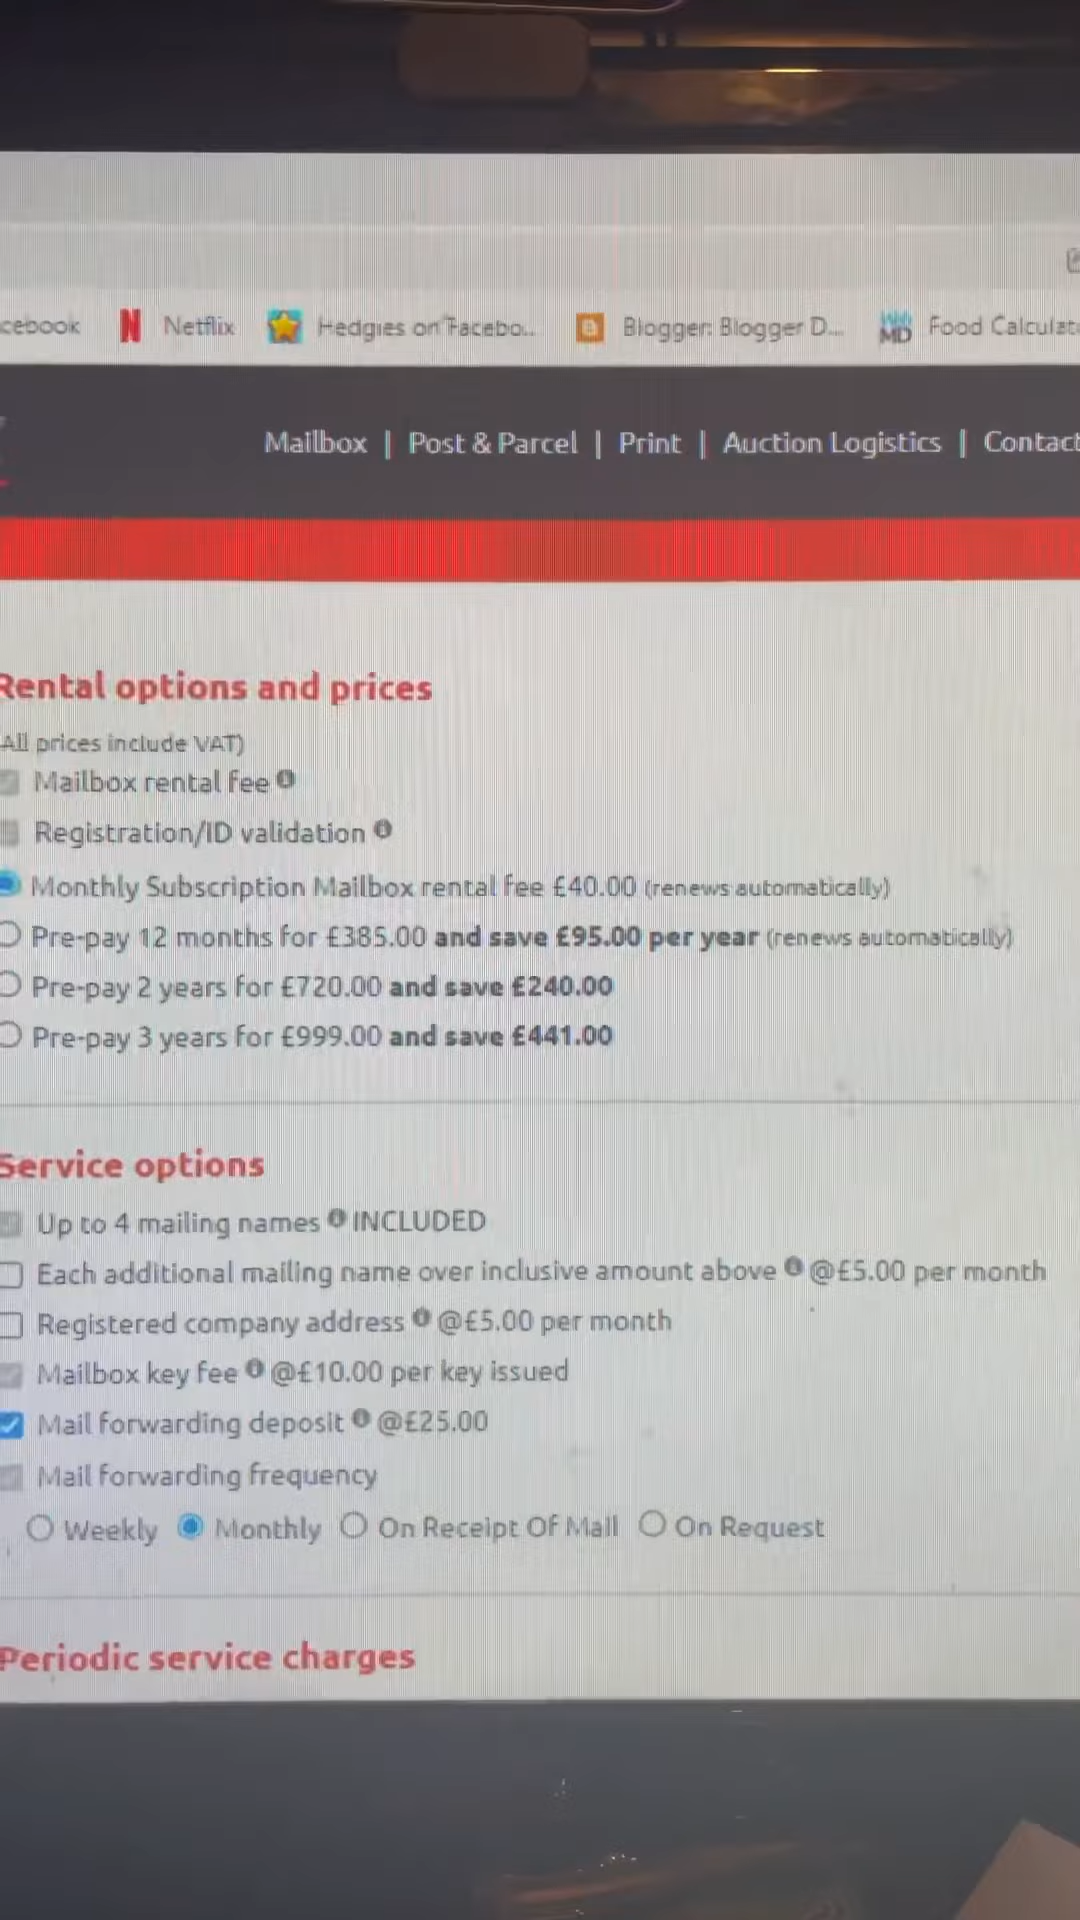 cebook Netflix Hedgies on Facebo... Blogger: Blogger D... Food Calculat
Mailbox | Post & Parcel | Print | Auction Logistics | Contact
Rental options and prices
All prices include VAT)
Mailbox rental fee
Registration/ID validation
Monthly Subscription Mailbox rental fee £40.00 (renews automatically)
Pre-pay 12 months for £385.00 and save £95.00 per year (renews automatically)
Pre-pay 2 years for £720.00 and save £240.00
Pre-pay 3 years for £999.00 and save £441.00
Service options
Up to 4 mailing names INCLUDED
Each additional mailing name over inclusive amount above @£5.00 per month
Registered company address @£5.00 per month
Mailbox key fee @£10.00 per key issued
Mail forwarding deposit @£25.00
Mail forwarding frequency
Weekly Monthly On Receipt Of Mail On Request
Periodic service charges